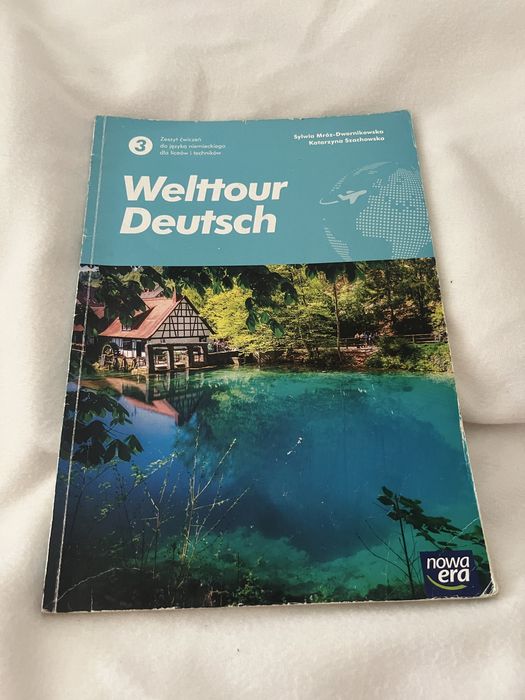 3
Zeszyt ćwiczeń
do języka niemieckiego
dla liceów i techników
Sylwia Mróz-Dwornikowska
Katarzyna Szachowska
Welttour
Deutsch
nowa
era